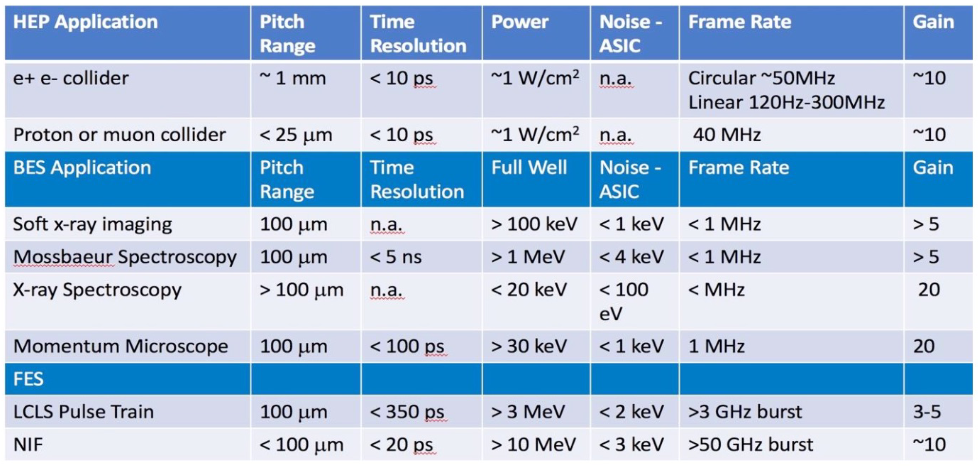 HEP Application Pitch Range Time Resolution Power Noise - ASIC Frame Rate Gain
e+ e- collider ~ 1 mm < 10 ps ~1 W/cm² n.a. Circular ~50MHz Linear 120Hz-300MHz ~10
Proton or muon collider < 25 μm < 10 ps ~1 W/cm² n.a. 40 MHz ~10
BES Application Pitch Range Time Resolution Full Well Noise - ASIC Frame Rate Gain
Soft x-ray imaging 100 μm n.a. > 100 keV < 1 keV < 1 MHz > 5
Mossbaeur Spectroscopy 100 μm < 5 ns > 1 MeV < 4 keV < 1 MHz > 5
X-ray Spectroscopy > 100 μm n.a. < 20 keV < 100 eV < MHz 20
Momentum Microscope 100 μm < 100 ps > 30 keV < 1 keV 1 MHz 20
FES
LCLS Pulse Train 100 μm < 350 ps > 3 MeV < 2 keV >3 GHz burst 3-5
NIF < 100 μm < 20 ps > 10 MeV < 3 keV >50 GHz burst ~10